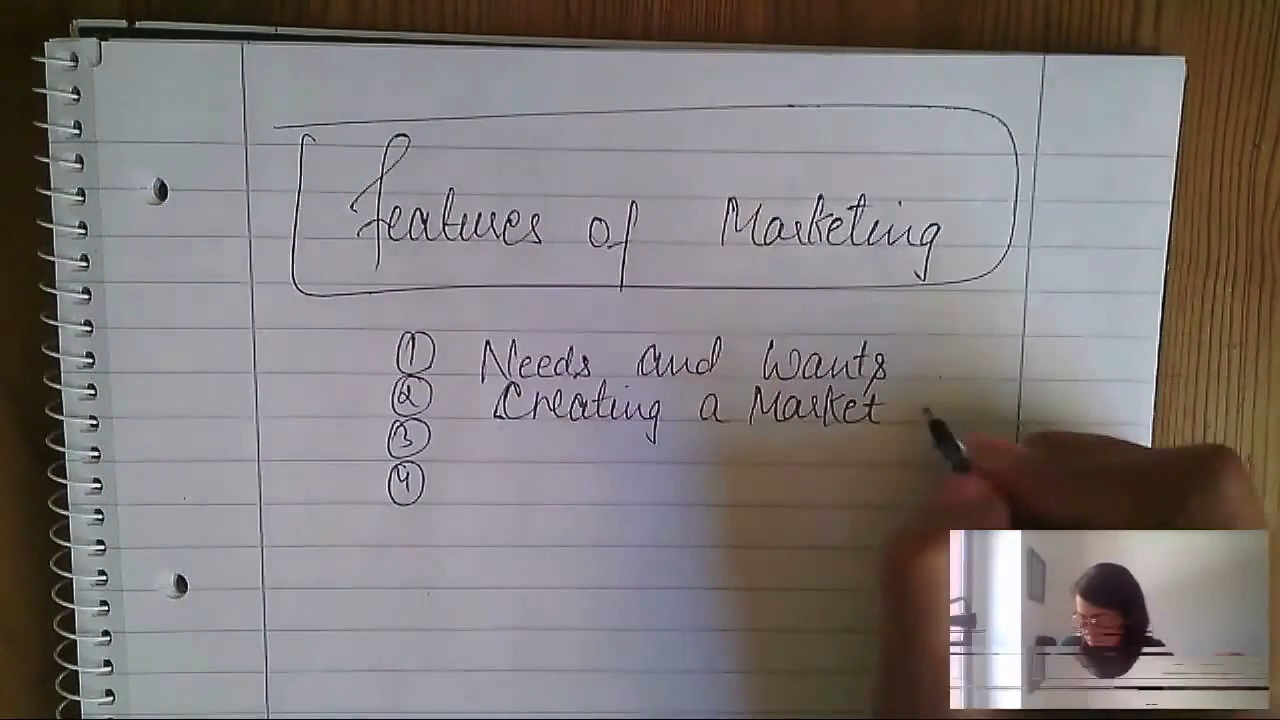 Features of Marketing
① Needs and Wants
② Creating a Market
③
④